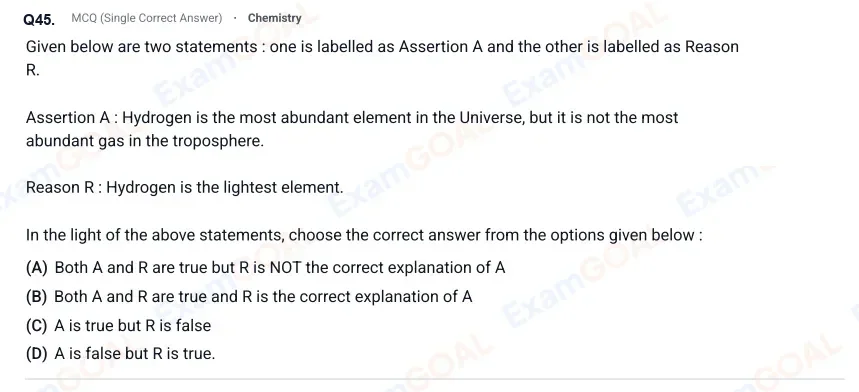 Q45. MCQ (Single Correct Answer) · Chemistry
Given below are two statements : one is labelled as Assertion A and the other is labelled as Reason
R.
Assertion A : Hydrogen is the most abundant element in the Universe, but it is not the most
abundant gas in the troposphere.
Reason R : Hydrogen is the lightest element.
In the light of the above statements, choose the correct answer from the options given below :
(A) Both A and R are true but R is NOT the correct explanation of A
(B) Both A and R are true and R is the correct explanation of A
(C) A is true but R is false
(D) A is false but R is true.
ExamGOAL